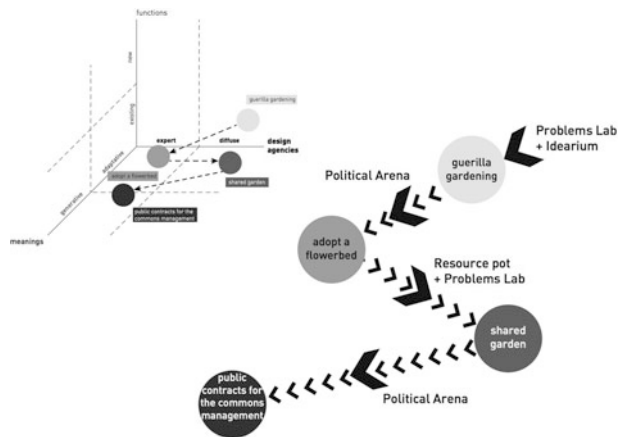 functions
new
existing
guerilla gardening
expert
diffuse
design
agencies
adaptative
generative
adopt a flowerbed
shared garden
public contracts for the
commons management
meanings
Problems Lab
+ Idearium
guerilla
gardening
Political Arena
adopt a
flowerbed
Resource pot
+ Problems Lab
shared
garden
Political Arena
public
contracts for
the commons
management